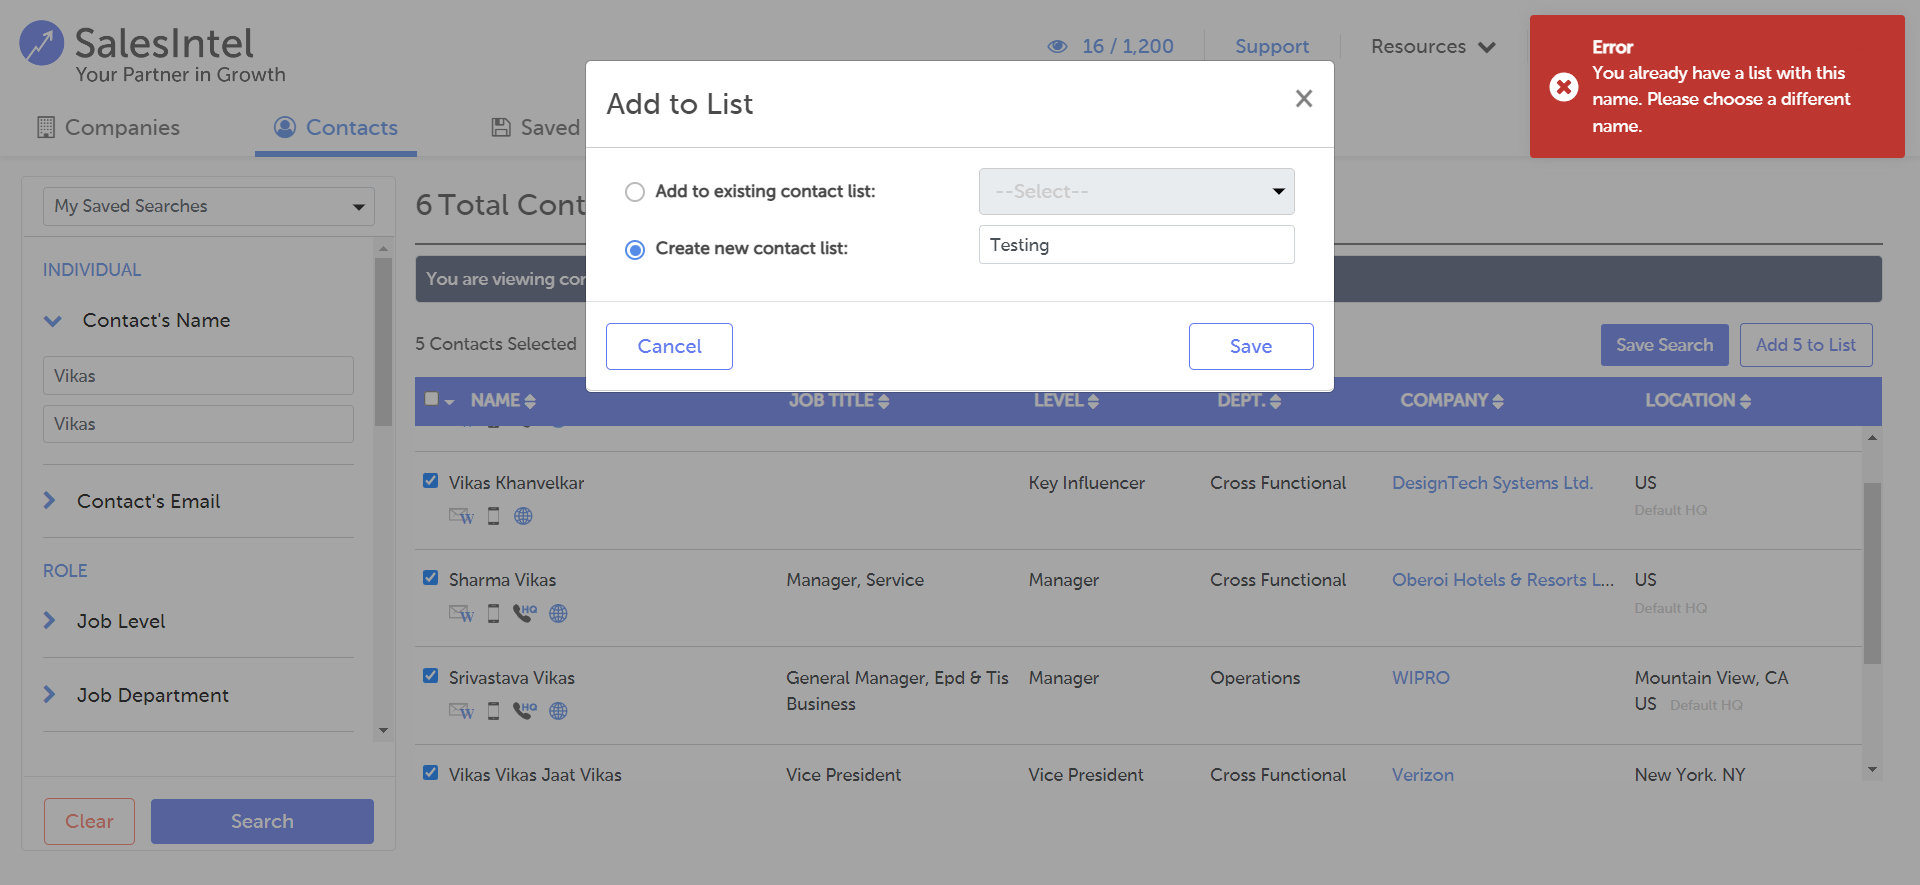 SalesIntel
Your Partner in Growth
16 / 1,200
Support
Resources
Error
You already have a list with this
name. Please choose a different
name.
Companies
Contacts
Saved
Add to List
×
Add to existing contact list:
--Select--
Create new contact list:
Testing
Cancel
Save
My Saved Searches
INDIVIDUAL
Contact's Name
Vikas
Vikas
Contact's Email
ROLE
Job Level
Job Department
Clear
Search
6 Total Cont
You are viewing con
5 Contacts Selected
Save Search
Add 5 to List
NAME JOB TITLE LEVEL DEPT. COMPANY LOCATION
Vikas Khanvelkar Key Influencer Cross Functional DesignTech Systems Ltd. US
Default HQ
Sharma Vikas Manager, Service Manager Cross Functional Oberoi Hotels & Resorts L... US
HQ
Default HQ
Srivastava Vikas General Manager, Epd & Tis Manager Operations WIPRO Mountain View, CA
Business US Default HQ
HQ
Vikas Vikas Jaat Vikas Vice President Vice President Cross Functional Verizon New York, NY